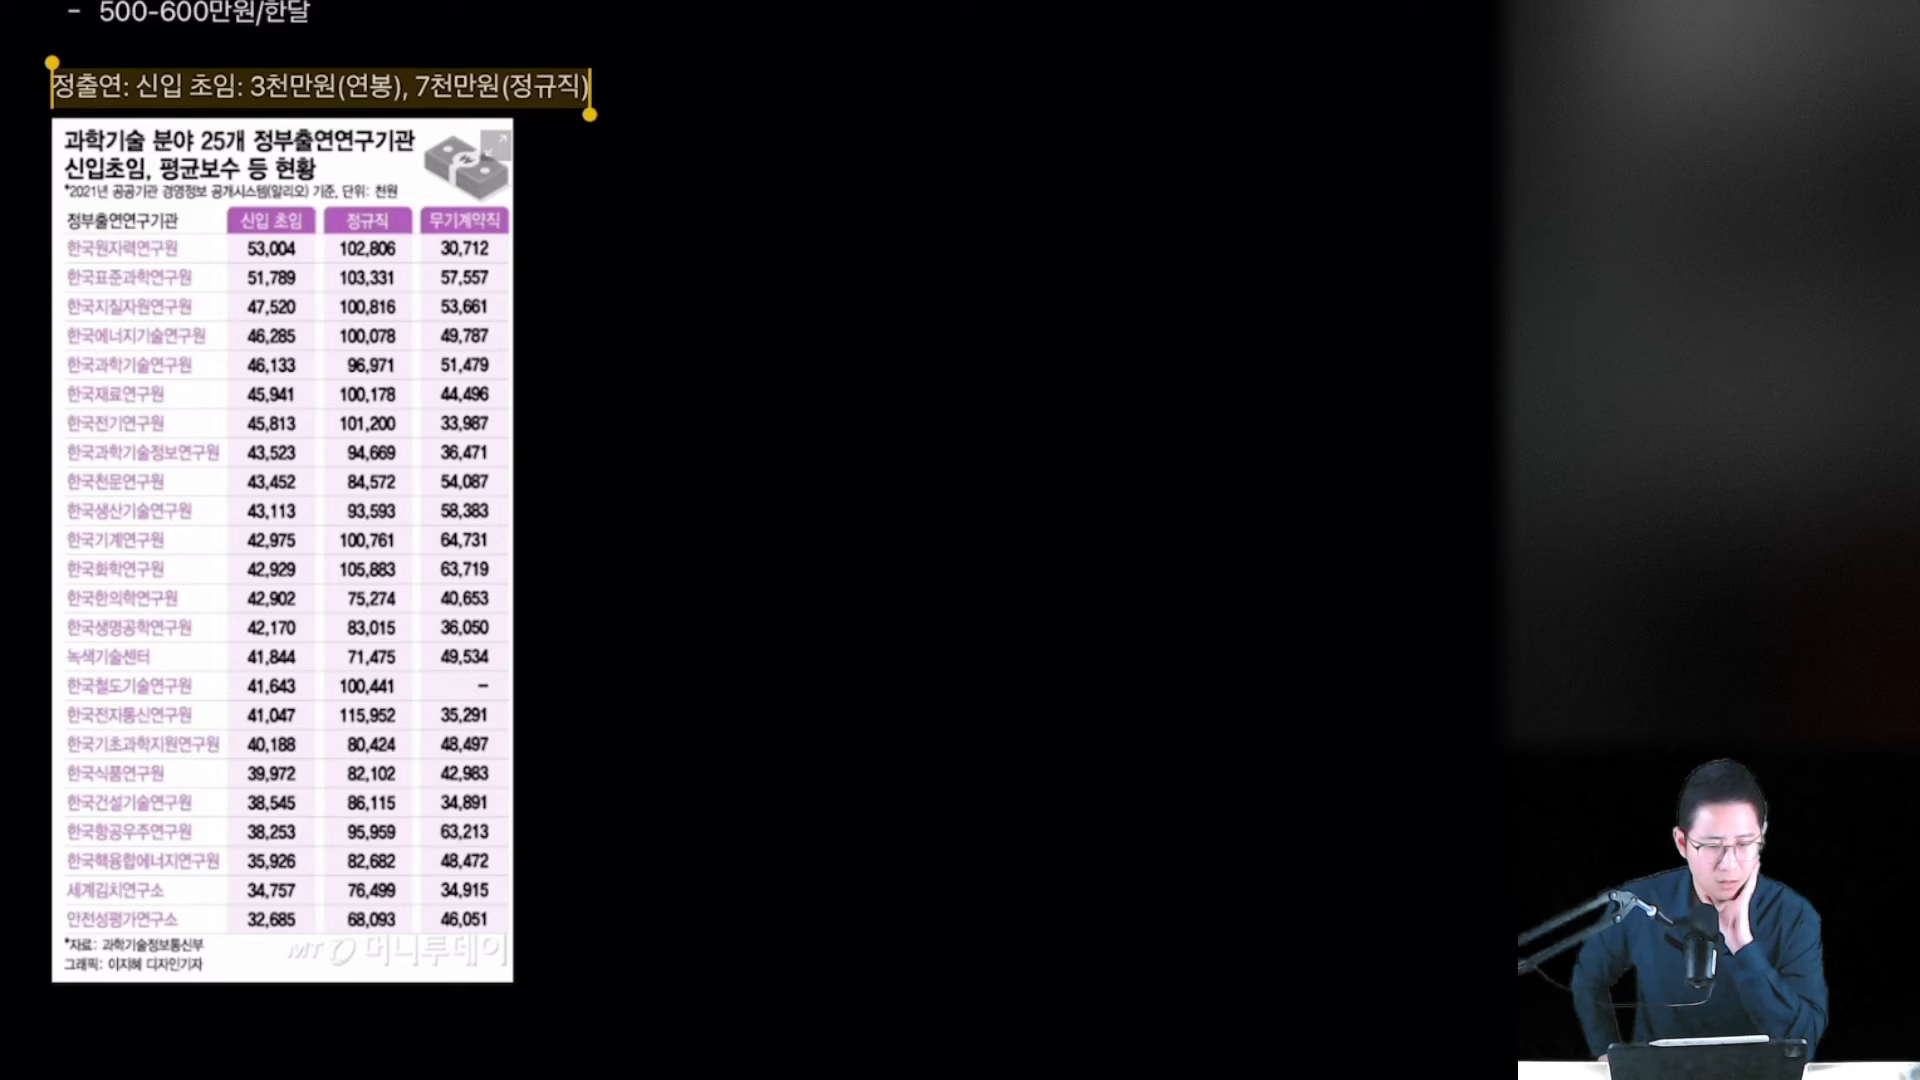 - 500-600만원/한달
정출연: 신입 초임: 3천만원(연봉), 7천만원(정규직)
과학기술 분야 25개 정부출연연구기관
신입초임, 평균보수 등 현황
*2021년 공공기관 경영정보 공개시스템(알리오) 기준, 단위: 천원
정부출연연구기관 신입 초임 정규직 무기계약직
한국원자력연구원 53,004 102,806 30,712
한국표준과학연구원 51,789 103,331 57,557
한국지질자원연구원 47,520 100,816 53,661
한국에너지기술연구원 46,285 100,078 49,787
한국과학기술연구원 46,133 96,971 51,479
한국재료연구원 45,941 100,178 44,496
한국전기연구원 45,813 101,200 33,987
한국과학기술정보연구원 43,523 94,669 36,471
한국천문연구원 43,452 84,572 54,087
한국생산기술연구원 43,113 93,593 58,383
한국기계연구원 42,975 100,761 64,731
한국화학연구원 42,929 105,883 63,719
한국한의학연구원 42,902 75,274 40,653
한국생명공학연구원 42,170 83,015 36,050
녹색기술센터 41,844 71,475 49,534
한국철도기술연구원 41,643 100,441 –
한국전자통신연구원 41,047 115,952 35,291
한국기초과학지원연구원 40,188 80,424 48,497
한국식품연구원 39,972 82,102 42,983
한국건설기술연구원 38,545 86,115 34,891
한국항공우주연구원 38,253 95,959 63,213
한국핵융합에너지연구원 35,926 82,682 48,472
세계김치연구소 34,757 76,499 34,915
안전성평가연구소 32,685 68,093 46,051
*자료: 과학기술정보통신부
그래픽: 이지혜 디자인기자
MT 머니투데이